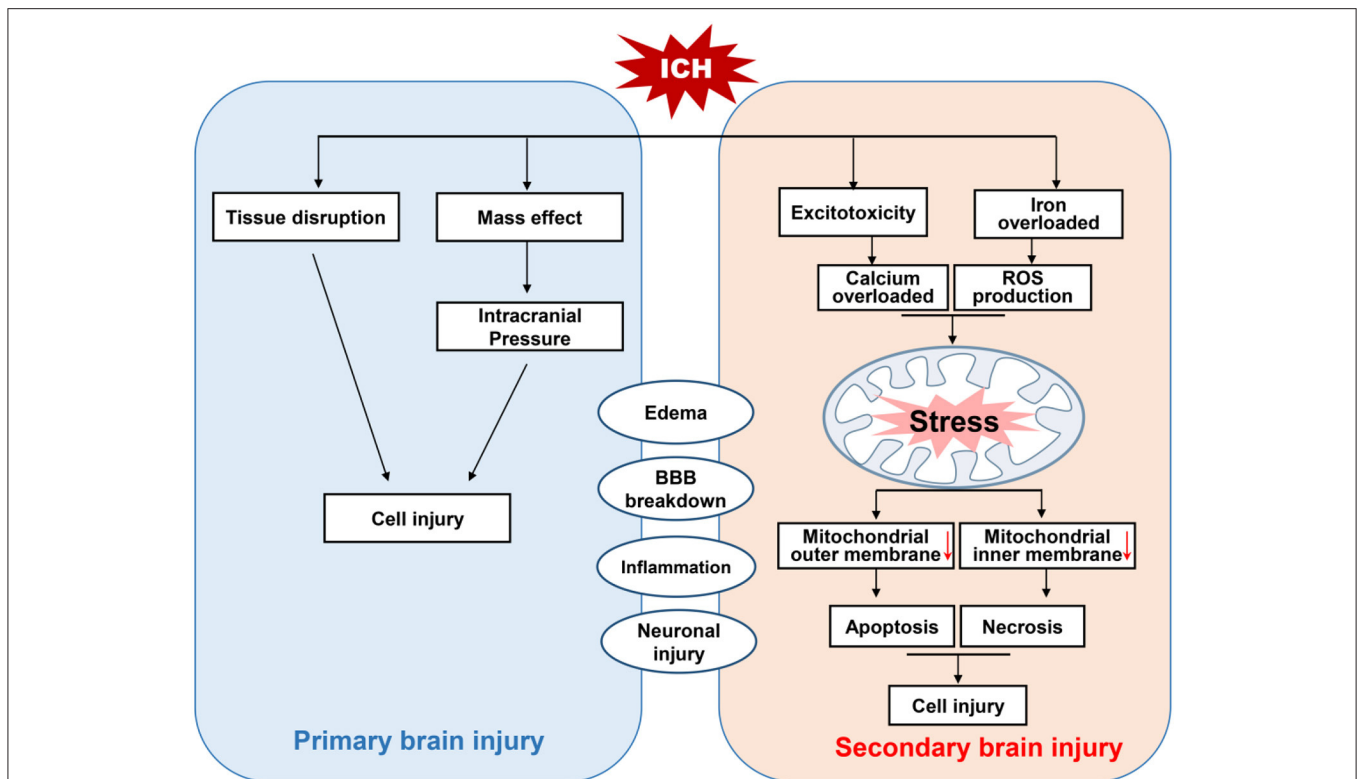 ICH
Tissue disruption
Mass effect
Intracranial
Pressure
Cell injury
Primary brain injury
Edema
BBB
breakdown
Inflammation
Neuronal
injury
Excitotoxicity
Iron
overloaded
Calcium
overloaded
ROS
production
Stress
Mitochondrial
outer membrane
Mitochondrial
inner membrane
Apoptosis
Necrosis
Cell injury
Secondary brain injury